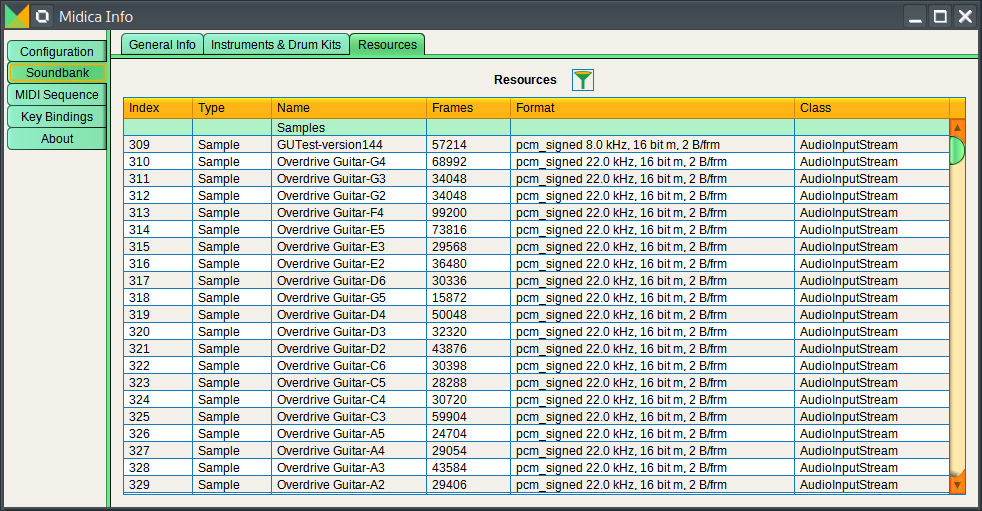 Midica Info
Configuration
Soundbank
MIDI Sequence
Key Bindings
About
General Info Instruments & Drum Kits Resources
Resources
Index Type Name Frames Format Class
Samples
309 Sample GUTest-version144 57214 pcm_signed 8.0 kHz, 16 bit m, 2 B/frm AudioInputStream
310 Sample Overdrive Guitar-G4 68992 pcm_signed 22.0 kHz, 16 bit m, 2 B/frm AudioInputStream
311 Sample Overdrive Guitar-G3 34048 pcm_signed 22.0 kHz, 16 bit m, 2 B/frm AudioInputStream
312 Sample Overdrive Guitar-G2 34048 pcm_signed 22.0 kHz, 16 bit m, 2 B/frm AudioInputStream
313 Sample Overdrive Guitar-F4 99200 pcm_signed 22.0 kHz, 16 bit m, 2 B/frm AudioInputStream
314 Sample Overdrive Guitar-E5 73816 pcm_signed 22.0 kHz, 16 bit m, 2 B/frm AudioInputStream
315 Sample Overdrive Guitar-E3 29568 pcm_signed 22.0 kHz, 16 bit m, 2 B/frm AudioInputStream
316 Sample Overdrive Guitar-E2 36480 pcm_signed 22.0 kHz, 16 bit m, 2 B/frm AudioInputStream
317 Sample Overdrive Guitar-D6 30336 pcm_signed 22.0 kHz, 16 bit m, 2 B/frm AudioInputStream
318 Sample Overdrive Guitar-G5 15872 pcm_signed 22.0 kHz, 16 bit m, 2 B/frm AudioInputStream
319 Sample Overdrive Guitar-D4 50048 pcm_signed 22.0 kHz, 16 bit m, 2 B/frm AudioInputStream
320 Sample Overdrive Guitar-D3 32320 pcm_signed 22.0 kHz, 16 bit m, 2 B/frm AudioInputStream
321 Sample Overdrive Guitar-D2 43876 pcm_signed 22.0 kHz, 16 bit m, 2 B/frm AudioInputStream
322 Sample Overdrive Guitar-C6 30398 pcm_signed 22.0 kHz, 16 bit m, 2 B/frm AudioInputStream
323 Sample Overdrive Guitar-C5 28288 pcm_signed 22.0 kHz, 16 bit m, 2 B/frm AudioInputStream
324 Sample Overdrive Guitar-C4 30720 pcm_signed 22.0 kHz, 16 bit m, 2 B/frm AudioInputStream
325 Sample Overdrive Guitar-C3 59904 pcm_signed 22.0 kHz, 16 bit m, 2 B/frm AudioInputStream
326 Sample Overdrive Guitar-A5 24704 pcm_signed 22.0 kHz, 16 bit m, 2 B/frm AudioInputStream
327 Sample Overdrive Guitar-A4 29054 pcm_signed 22.0 kHz, 16 bit m, 2 B/frm AudioInputStream
328 Sample Overdrive Guitar-A3 43584 pcm_signed 22.0 kHz, 16 bit m, 2 B/frm AudioInputStream
329 Sample Overdrive Guitar-A2 29406 pcm_signed 22.0 kHz, 16 bit m, 2 B/frm AudioInputStream